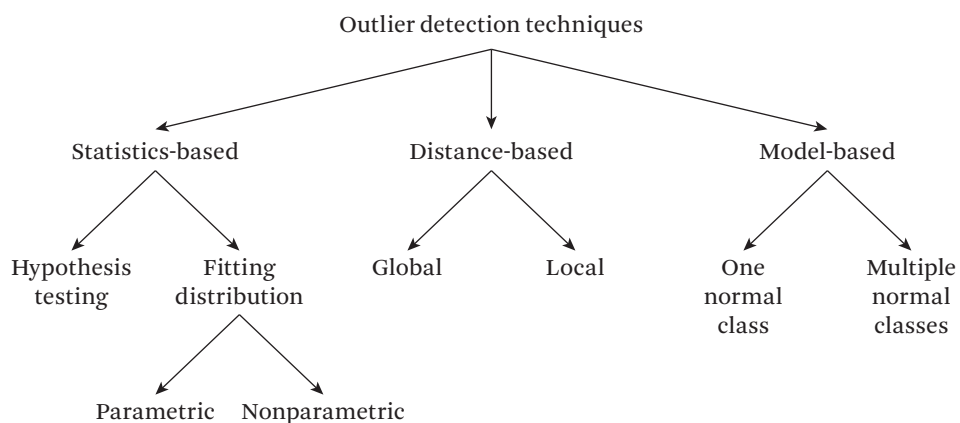 Outlier detection techniques
Statistics-based
Distance-based
Model-based
Hypothesis
testing
Fitting
distribution
Global
Local
One
normal
class
Multiple
normal
classes
Parametric
Nonparametric